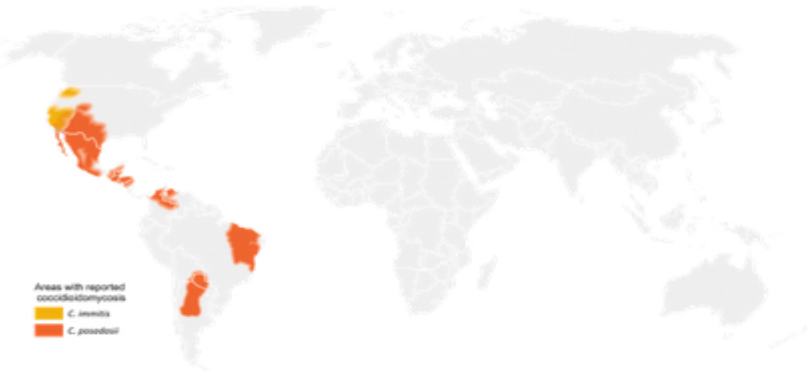 Areas with reported
coccidioidomycosis
C. immitis
C. posadasii